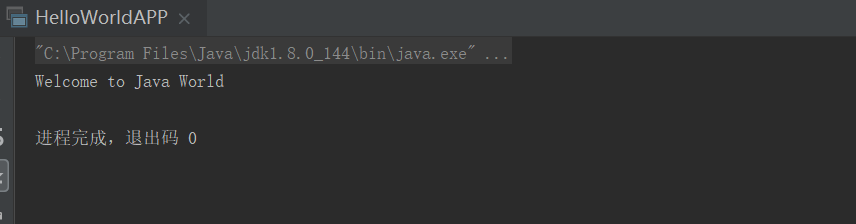 HelloWorldAPP
"C:\Program Files\Java\jdk1.8.0_144\bin\java.exe" ...
Welcome to Java World
进程完成，退出码 0